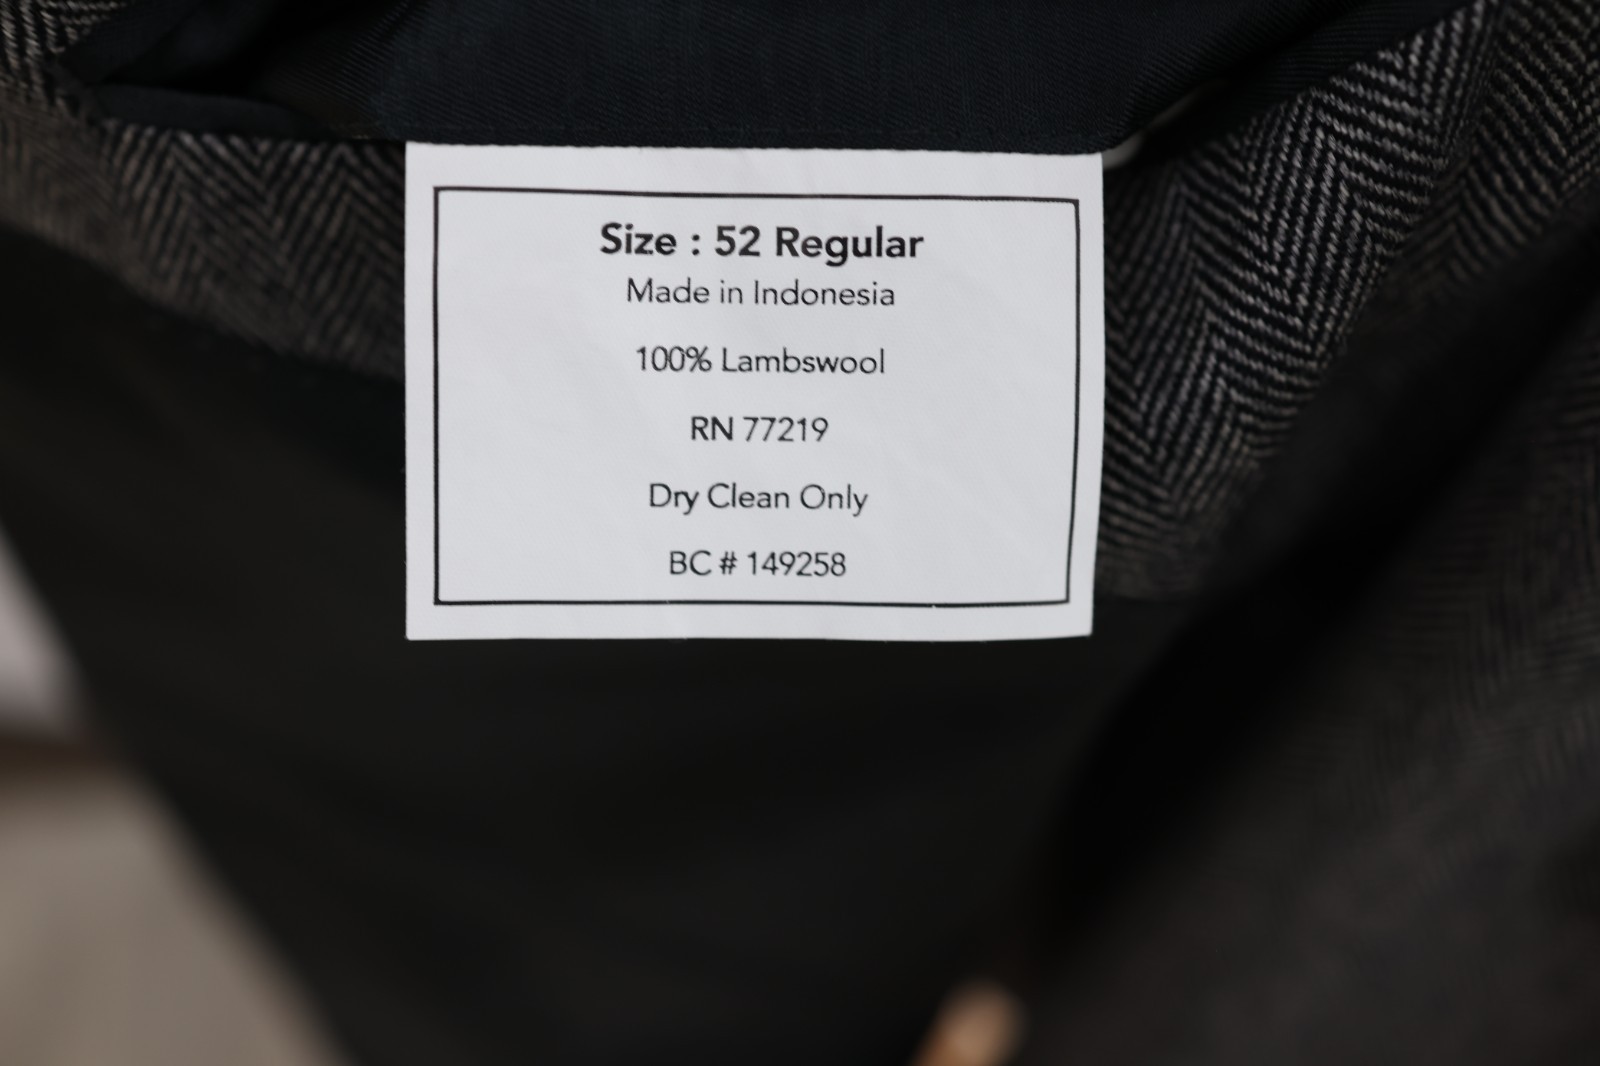 Size : 52 Regular
Made in Indonesia
100% Lambswool
RN 77219
Dry Clean Only
BC # 149258